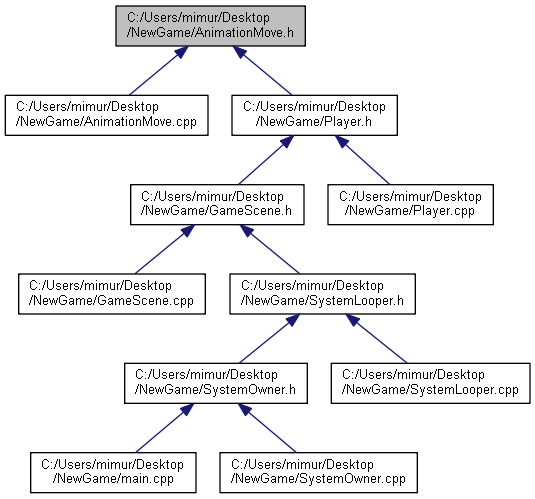 C:/Users/mimur/Desktop
/NewGame/AnimationMove.h
C:/Users/mimur/Desktop
/NewGame/AnimationMove.cpp
C:/Users/mimur/Desktop
/NewGame/Player.h
C:/Users/mimur/Desktop
/NewGame/GameScene.h
C:/Users/mimur/Desktop
/NewGame/Player.cpp
C:/Users/mimur/Desktop
/NewGame/GameScene.cpp
C:/Users/mimur/Desktop
/NewGame/SystemLooper.h
C:/Users/mimur/Desktop
/NewGame/SystemOwner.h
C:/Users/mimur/Desktop
/NewGame/SystemLooper.cpp
C:/Users/mimur/Desktop
/NewGame/main.cpp
C:/Users/mimur/Desktop
/NewGame/SystemOwner.cpp